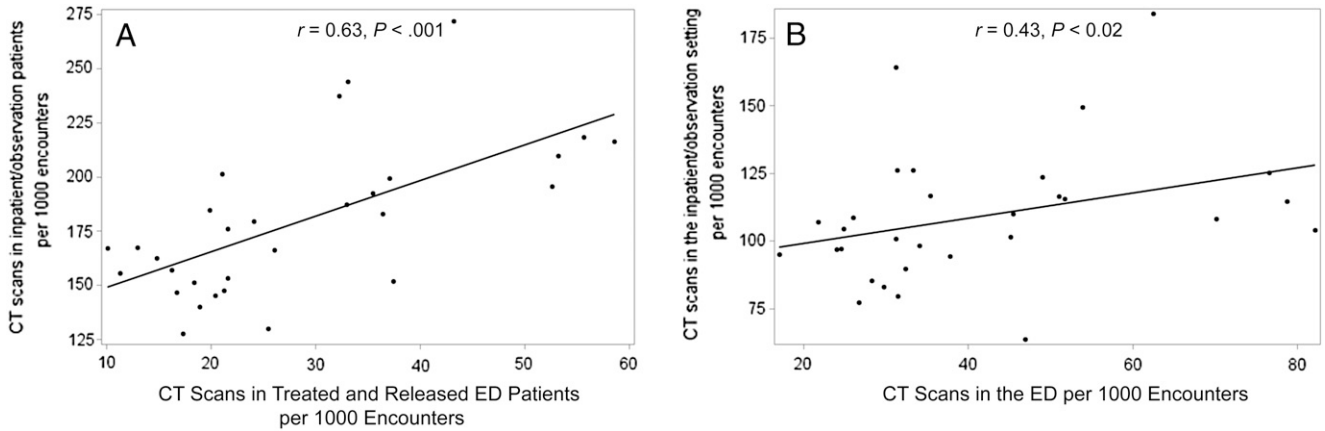 A
r = 0.63, P < .001
CT scans in inpatient/observation patients
per 1000 encounters
275
250
225
200
175
150
125
10
20
30
40
50
60
CT Scans in Treated and Released ED Patients
per 1000 Encounters
B
r = 0.43, P < 0.02
CT scans in the inpatient/observation setting
per 1000 encounters
175
150
125
100
75
20
40
60
80
CT Scans in the ED per 1000 Encounters